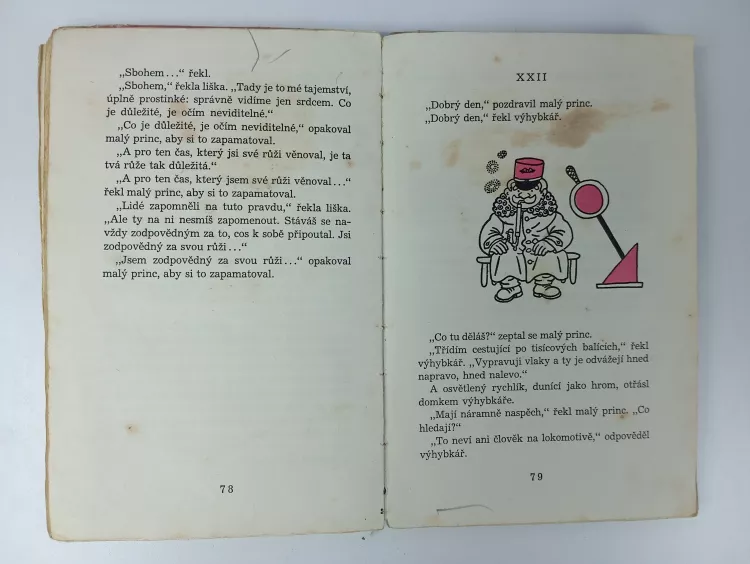 „Sbohem...“ řekl.
„Sbohem,“ řekla liška. „Tady je to mé tajemství,
úplně prostinké: správně vidíme jen srdcem. Co
je důležité, je očím neviditelné.“
„Co je důležité, je očím neviditelné,“ opakoval
malý princ, aby si to zapamatoval.
„A pro ten čas, který jsi své růži věnoval, je ta
tvá růže tak důležitá.“
„A pro ten čas, který jsem své růži věnoval...“
řekl malý princ, aby si to zapamatoval.
„Lidé zapomněli na tuto pravdu,“ řekla liška.
„Ale ty na ni nesmíš zapomenout. Stáváš se na-
vždy zodpovědným za to, cos k sobě připoutal. Jsi
zodpovědný za svou růži...“
„Jsem zodpovědný za svou růži...“ opakoval
malý princ, aby si to zapamatoval.
78
XXII
„Dobrý den,“ pozdravil malý princ.
„Dobrý den,“ řekl výhybkář.
„Co tu děláš?“ zeptal se malý princ.
„Třídím cestující po tisícových balících,“ řekl
výhybkář. „Vypravuji vlaky a ty je odvážejí hned
napravo, hned nalevo.“
A osvětlený rychlík, dunící jako hrom, otřásl
domkem výhybkáře.
„Mají náramně naspěch,“ řekl malý princ. „Co
hledají?“
„To neví ani člověk na lokomotivě,“ odpověděl
výhybkář.
79